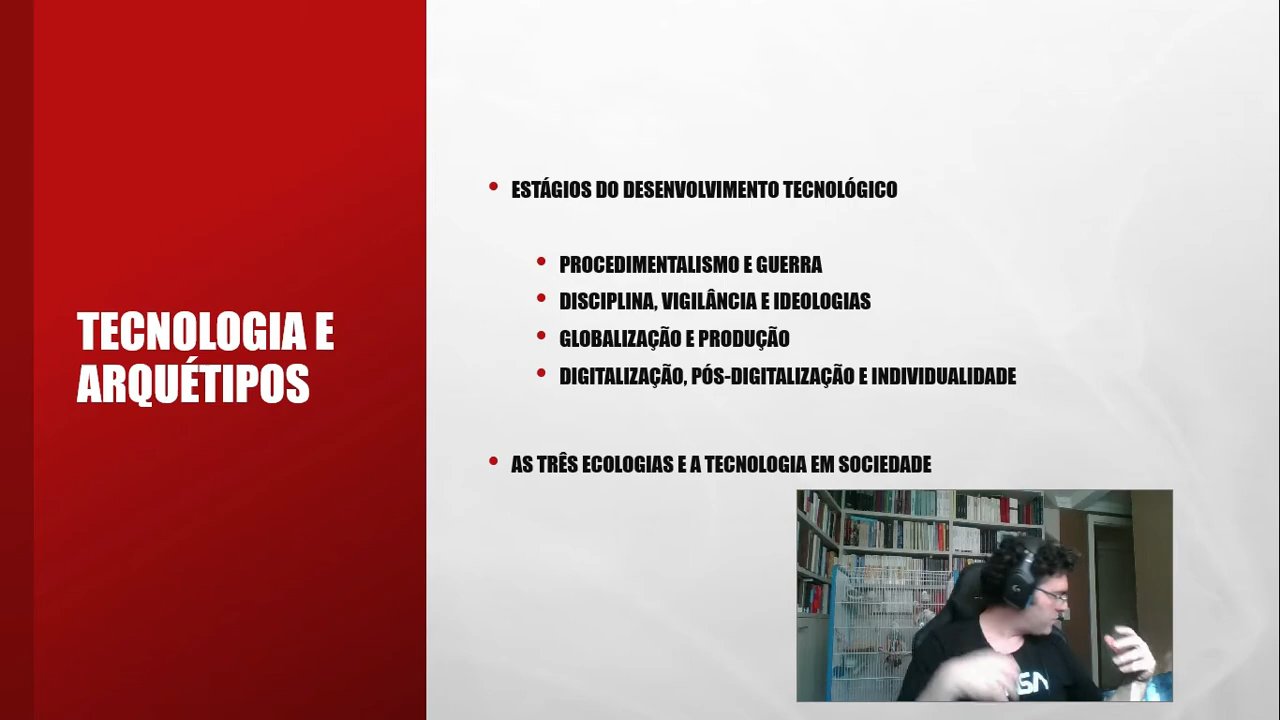 TECNOLOGIA E
ARQUÉTIPOS
ESTÁGIOS DO DESENVOLVIMENTO TECNOLÓGICO
PROCEDIMENTALISMO E GUERRA
DISCIPLINA, VIGILÂNCIA E IDEOLOGIAS
GLOBALIZAÇÃO E PRODUÇÃO
DIGITALIZAÇÃO, PÓS-DIGITALIZAÇÃO E INDIVIDUALIDADE
AS TRÊS ECOLOGIAS E A TECNOLOGIA EM SOCIEDADE